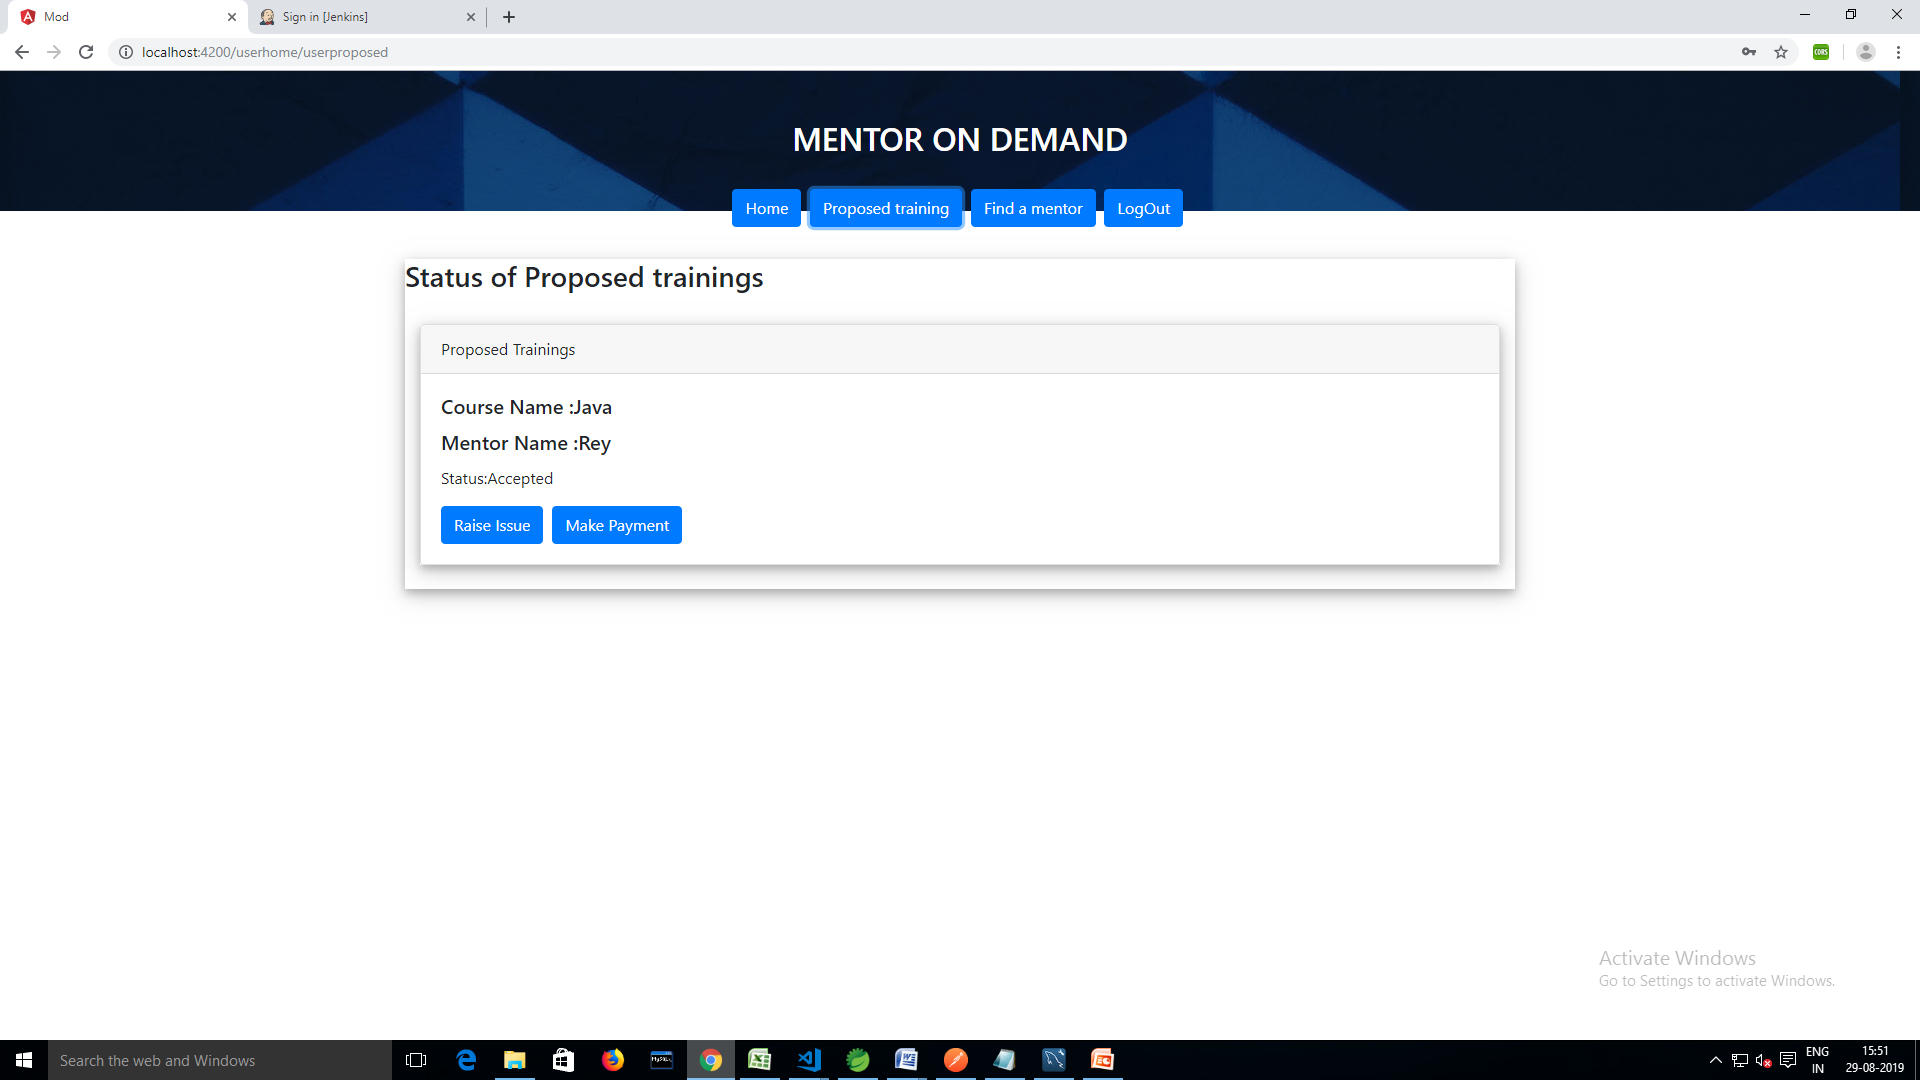 Mod
Sign in [Jenkins]
localhost:4200/userhome/userproposed
CORS
MENTOR ON DEMAND
Home
Proposed training
Find a mentor
LogOut
Status of Proposed trainings
Proposed Trainings
Course Name :Java
Mentor Name :Rey
Status:Accepted
Raise Issue
Make Payment
Activate Windows
Go to Settings to activate Windows.
Search the web and Windows
ENG
IN
15:51
29-08-2019